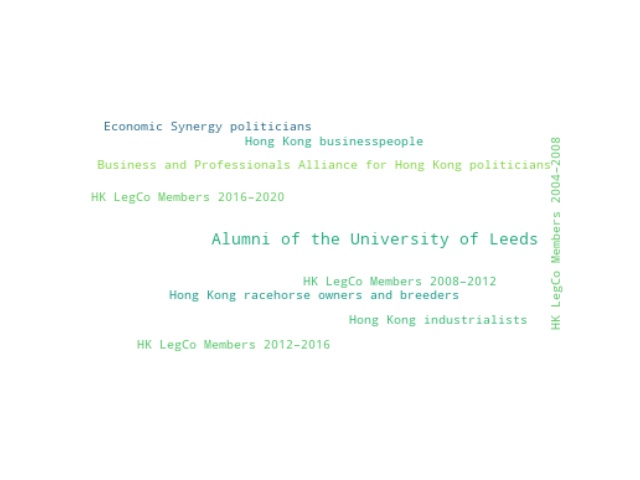 Economic Synergy politicians
Hong Kong businesspeople
Business and Professionals Alliance for Hong Kong politicians
HK LegCo Members 2016–2020
Alumni of the University of Leeds
HK LegCo Members 2008–2012
Hong Kong racehorse owners and breeders
Hong Kong industrialists
HK LegCo Members 2012–2016
HK LegCo Members 2004–2008